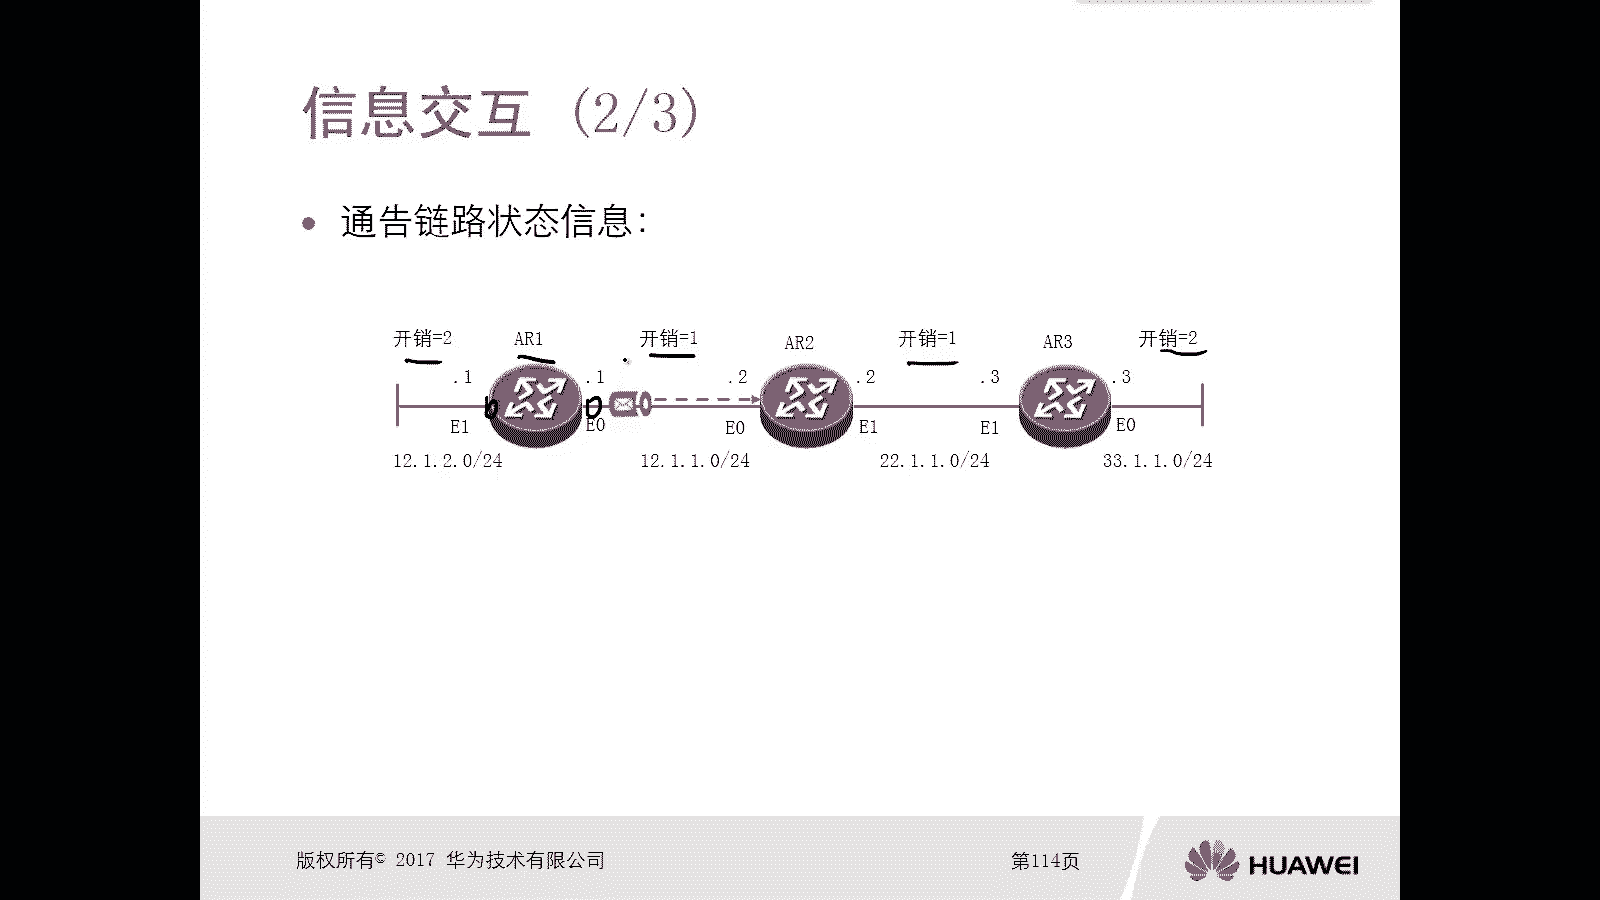 信息交互 (2/3)
通告链路状态信息:
开销=2 AR1 开销=1 AR2 开销=1 AR3 开销=2
.1 .1 .2 .2 .3 .3
E1 E0 E0 E1 E1 E0
12.1.2.0/24 12.1.1.0/24 22.1.1.0/24 33.1.1.0/24
版权所有© 2017 华为技术有限公司 第114页 HUAWEI